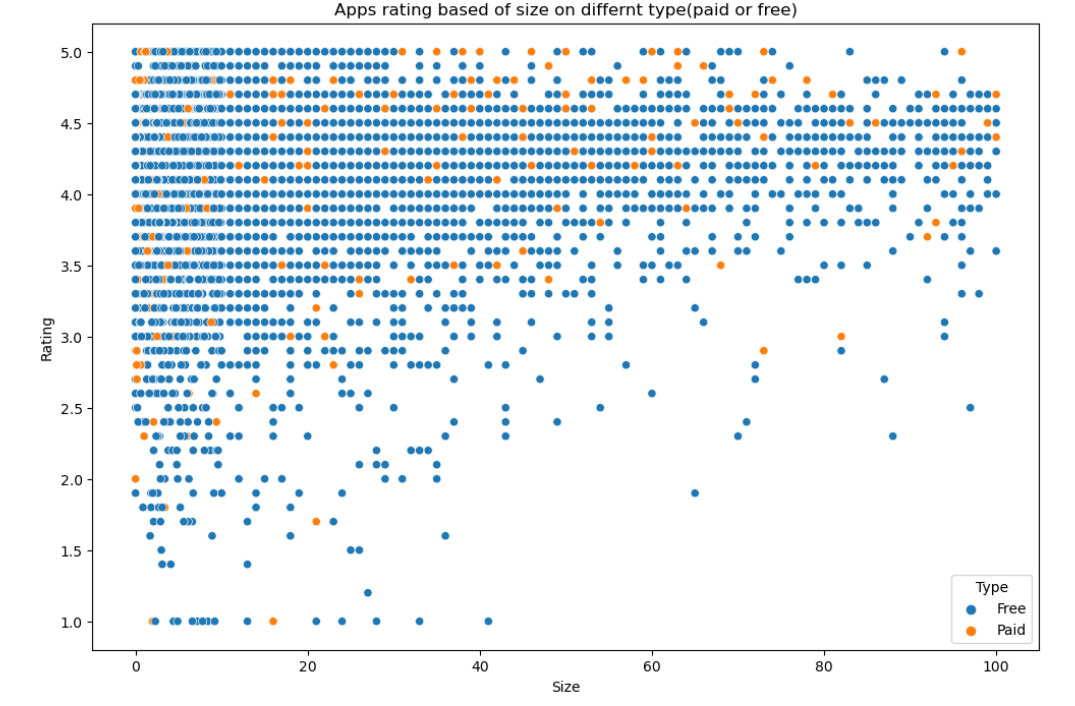 Apps rating based of size on differnt type(paid or free)
5.0
4.5
4.0
3.5
3.0
2.5
2.0
1.5
1.0
Rating
0 20 40 60 80 100
Size
Type
Free
Paid